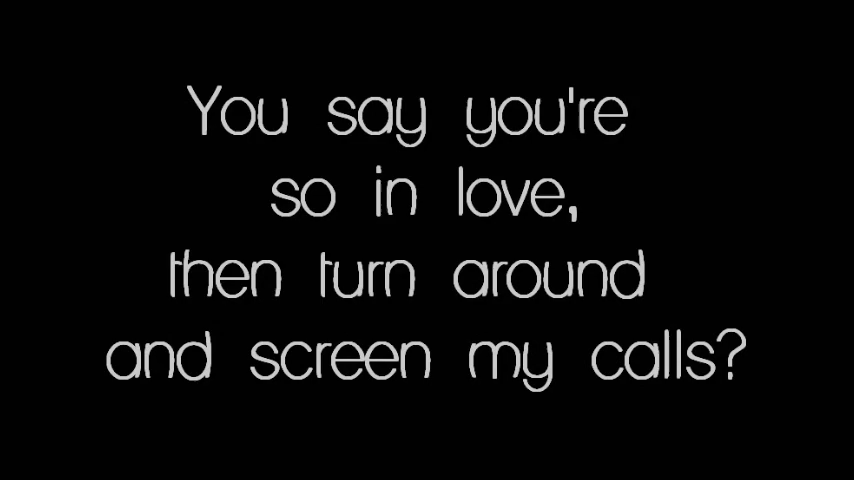 You say you're
so in love,
then turn around
and screen my calls?